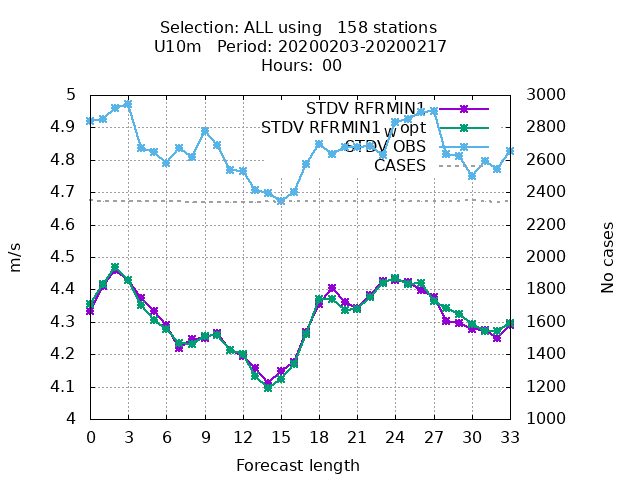 Selection: ALL using   158 stations
U10m   Period: 20200203-20200217
Hours:  00
5
4.9
4.8
4.7
4.6
4.5
4.4
4.3
4.2
4.1
4
m/s
STDV RFRMIN1
STDV RFRMIN1_w opt
STDV OBS
CASES
3000
2800
2600
2400
2200
2000
1800
1600
1400
1200
1000
No cases
0 3 6 9 12 15 18 21 24 27 30 33
Forecast length